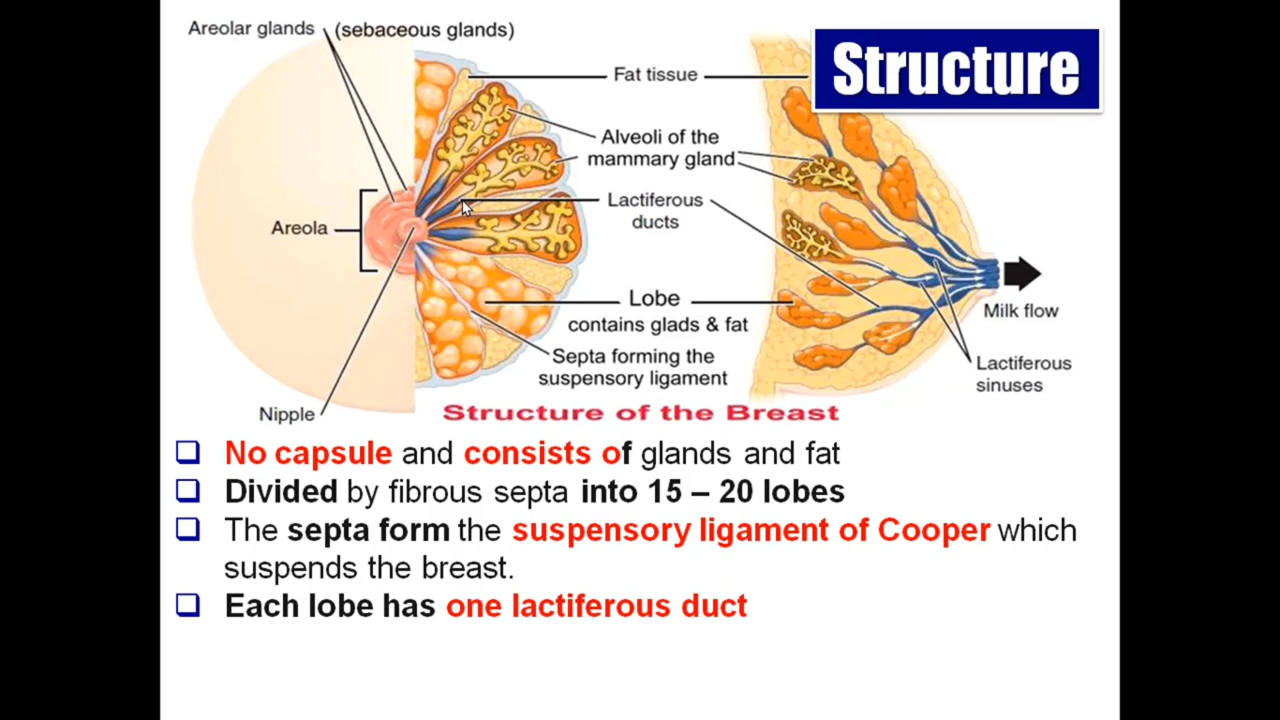 Areolar glands (sebaceous glands)
Structure
Fat tissue
Alveoli of the
mammary gland
Lactiferous
ducts
Areola
Lobe
contains glads & fat
Milk flow
Septa forming the
suspensory ligament
Lactiferous
sinuses
Nipple
Structure of the Breast
❑ No capsule and consists of glands and fat
❑ Divided by fibrous septa into 15 – 20 lobes
❑ The septa form the suspensory ligament of Cooper which
suspends the breast.
❑ Each lobe has one lactiferous duct